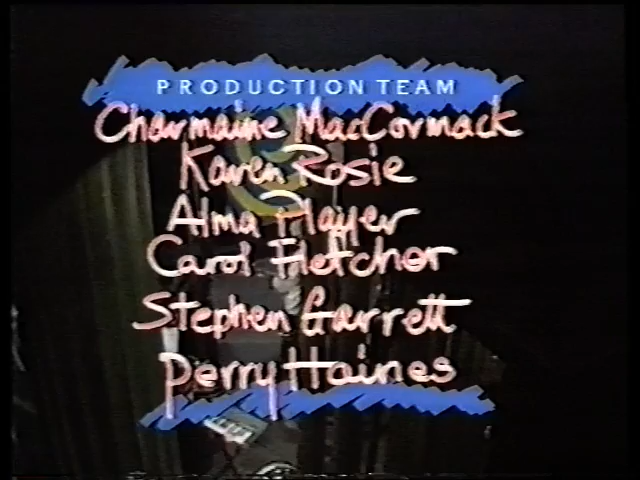 PRODUCTION TEAM
Charmaine MacCormack
Karen Rosie
Alma Player
Carol Fletcher
Stephen Garrett
Perry Haines